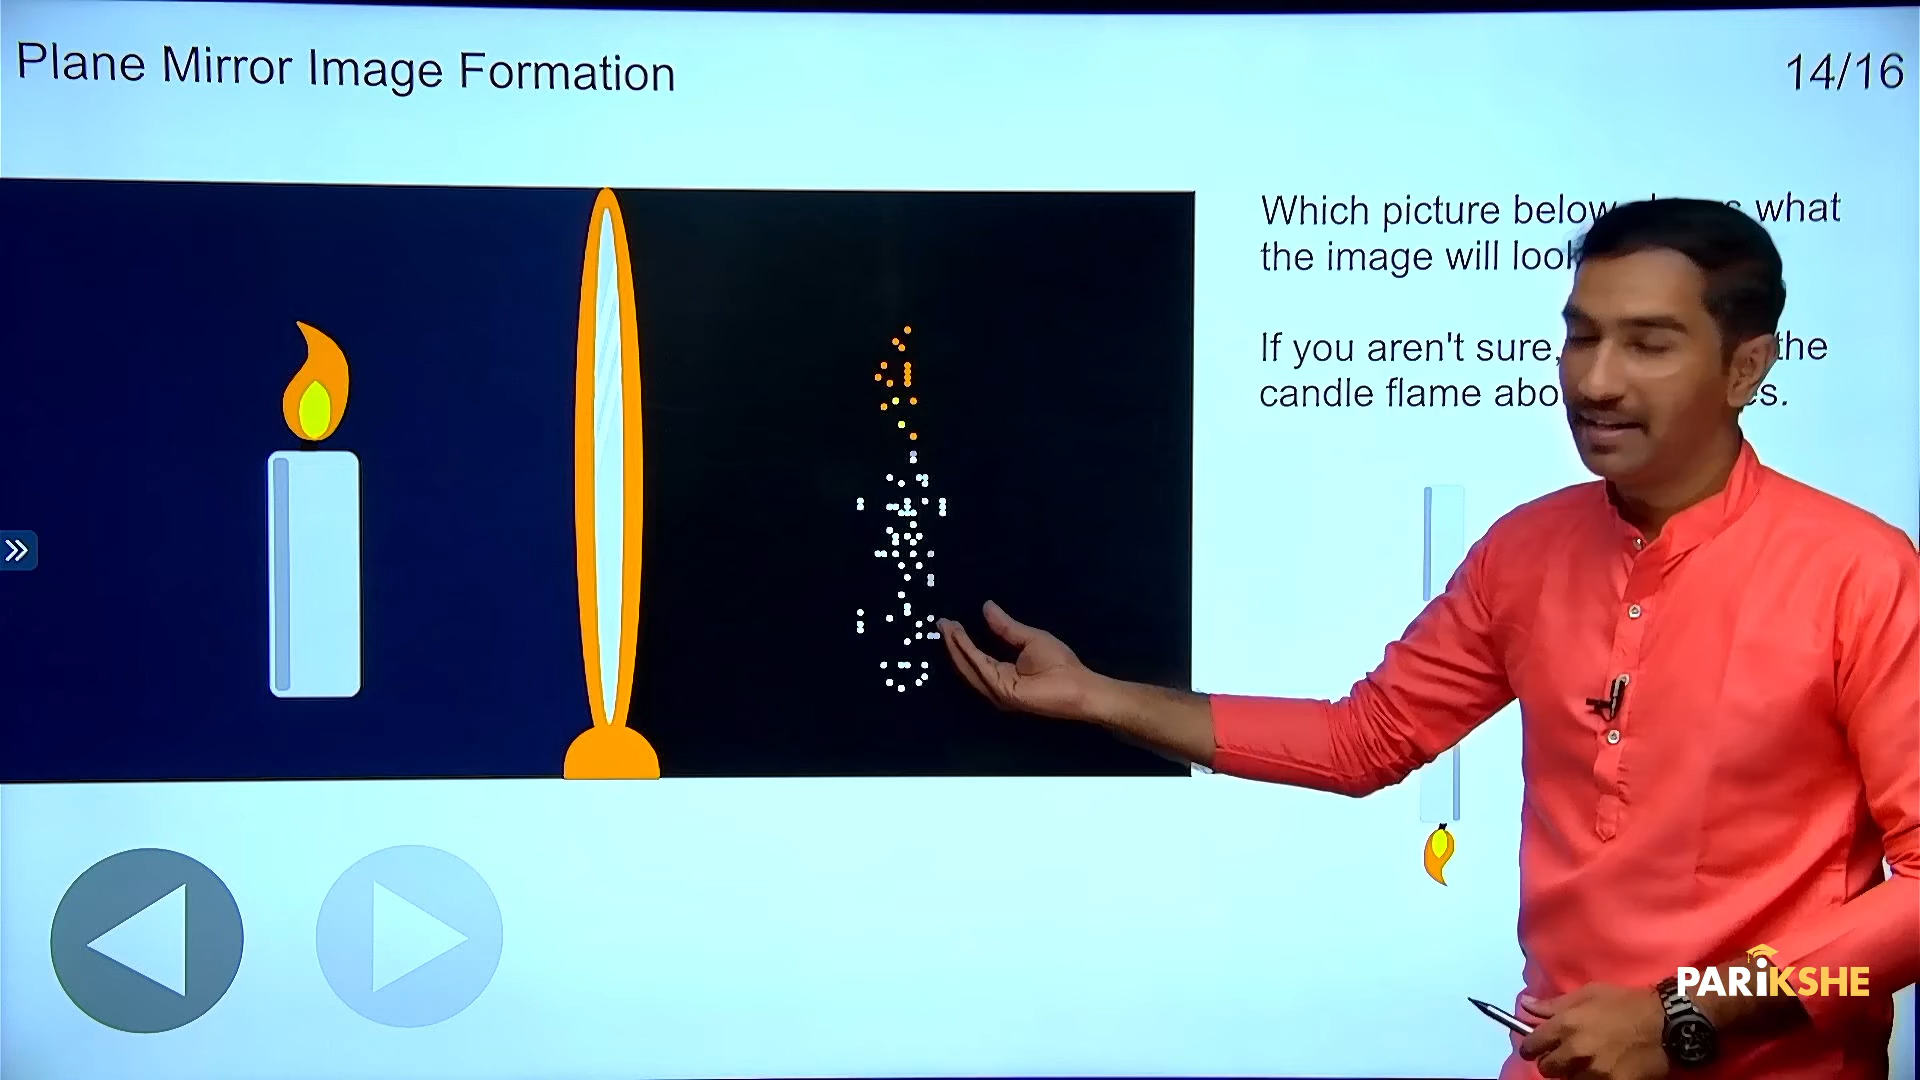 Plane Mirror Image Formation
14/16
Which picture below what
the image will look
If you aren't sure, the
candle flame
PARiKSHE